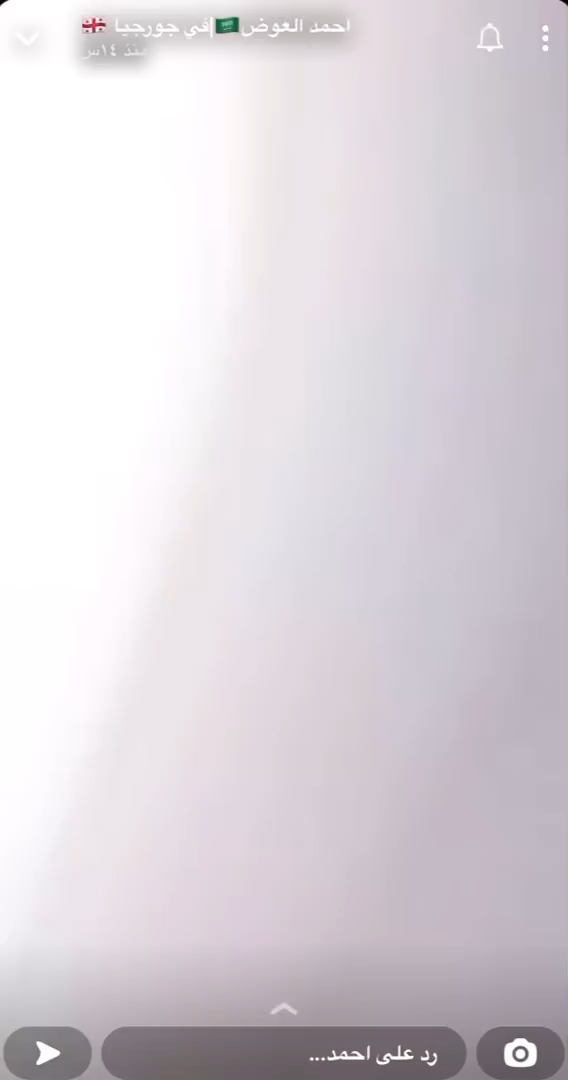 احمد العوض🇸🇦|في جورجيا 🇬🇪
منذ ١٤س
رد على احمد...